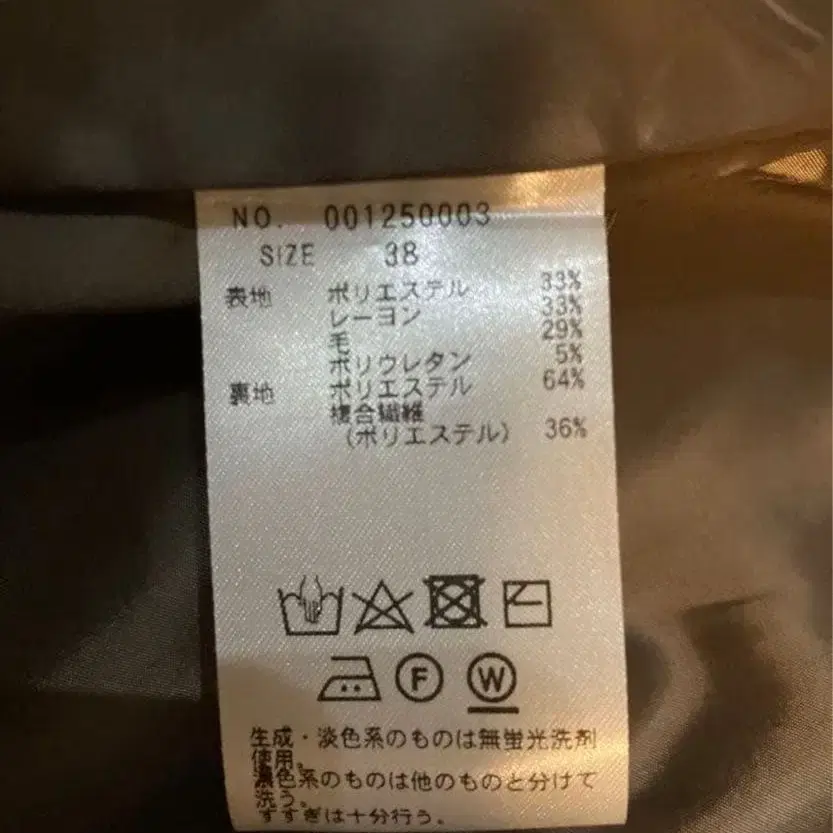 NO. 001250003
SIZE 38
表地 ポリエステル 33%
レーヨン 33%
毛 29%
ポリウレタン 5%
裏地 ポリエステル 64%
複合繊維
(ポリエステル) 36%
F W
生成・淡色系のものは無蛍光洗剤
使用。
濃色系のものは他のものと分けて
洗う。
すすぎは十分行う。